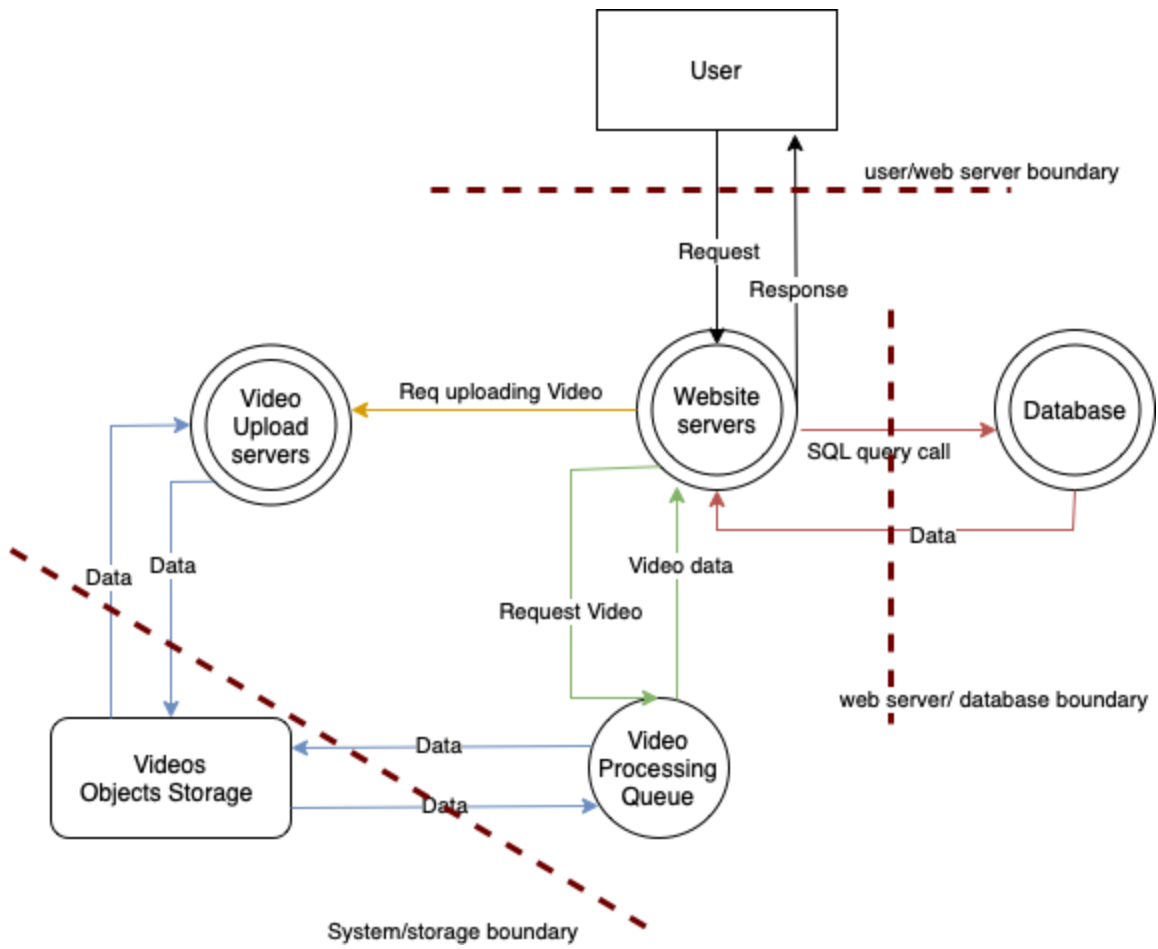 User
user/web server boundary
Request
Response
Req uploading Video
Video
Upload
servers
Website
servers
Database
SQL query call
Data
Data
Data
Video data
Request Video
web server/ database boundary
Videos
Objects Storage
Data
Data
Video
Processing
Queue
System/storage boundary